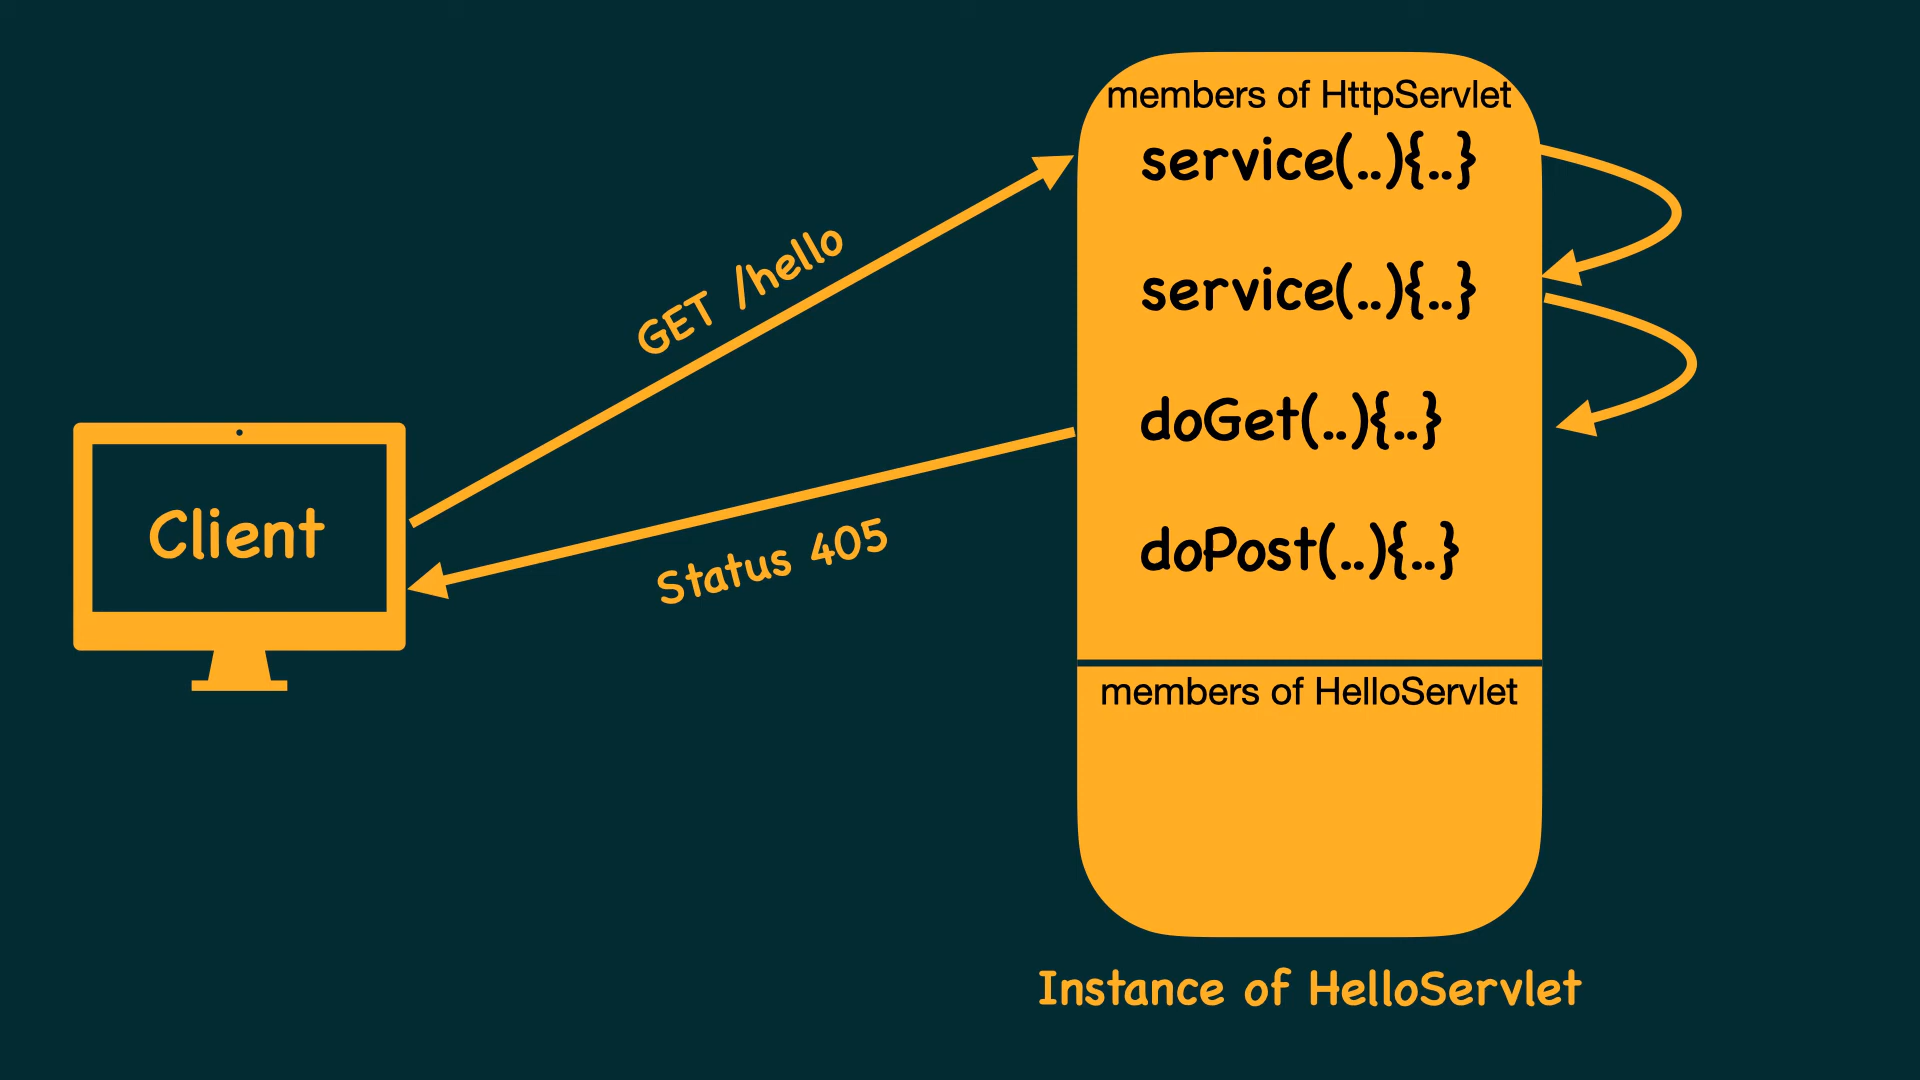 members of HttpServlet
service(..){..}
GET /hello
service(..){..}
doGet(..){..}
Client
Status 405
doPost(..){..}
members of HelloServlet
Instance of HelloServlet